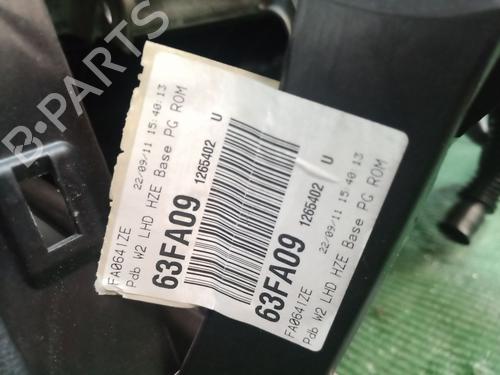 B-PARTS
FA0641ZE
Pdb W2 LHD HZE Base PG ROM
22/09/11 15:40:13
63FA09
1265402 U
1265402 U
63FA09
22/09/11 15:40:13
FA0641ZE
Pdb W2 LHD HZE Base PG ROM